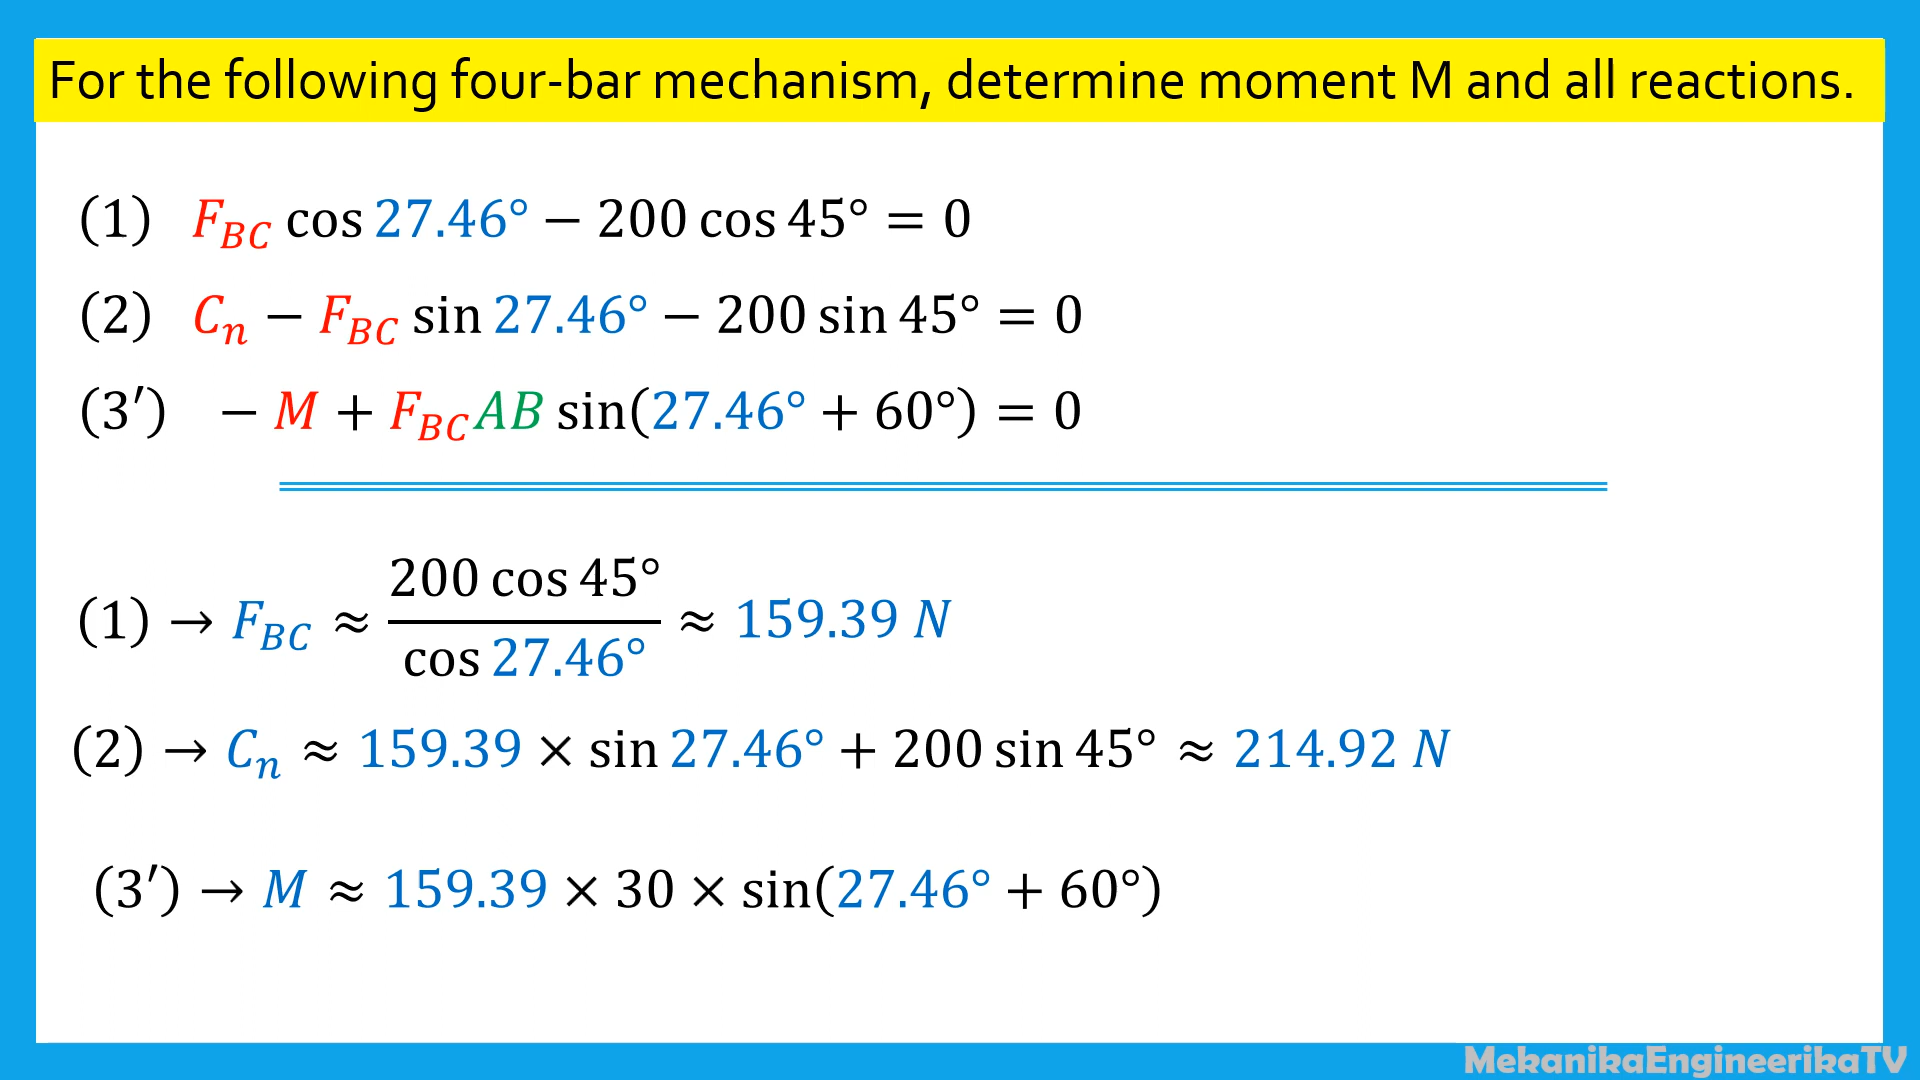 For the following four-bar mechanism, determine moment M and all reactions.
(1) F_BC cos 27.46° − 200 cos 45° = 0
(2) C_n − F_BC sin 27.46° − 200 sin 45° = 0
(3′) − M + F_BC AB sin(27.46° + 60°) = 0
(1) → F_BC ≈ 200 cos 45° / cos 27.46° ≈ 159.39 N
(2) → C_n ≈ 159.39 × sin 27.46° + 200 sin 45° ≈ 214.92 N
(3′) → M ≈ 159.39 × 30 × sin(27.46° + 60°)
MekanikaEngineerikaTV